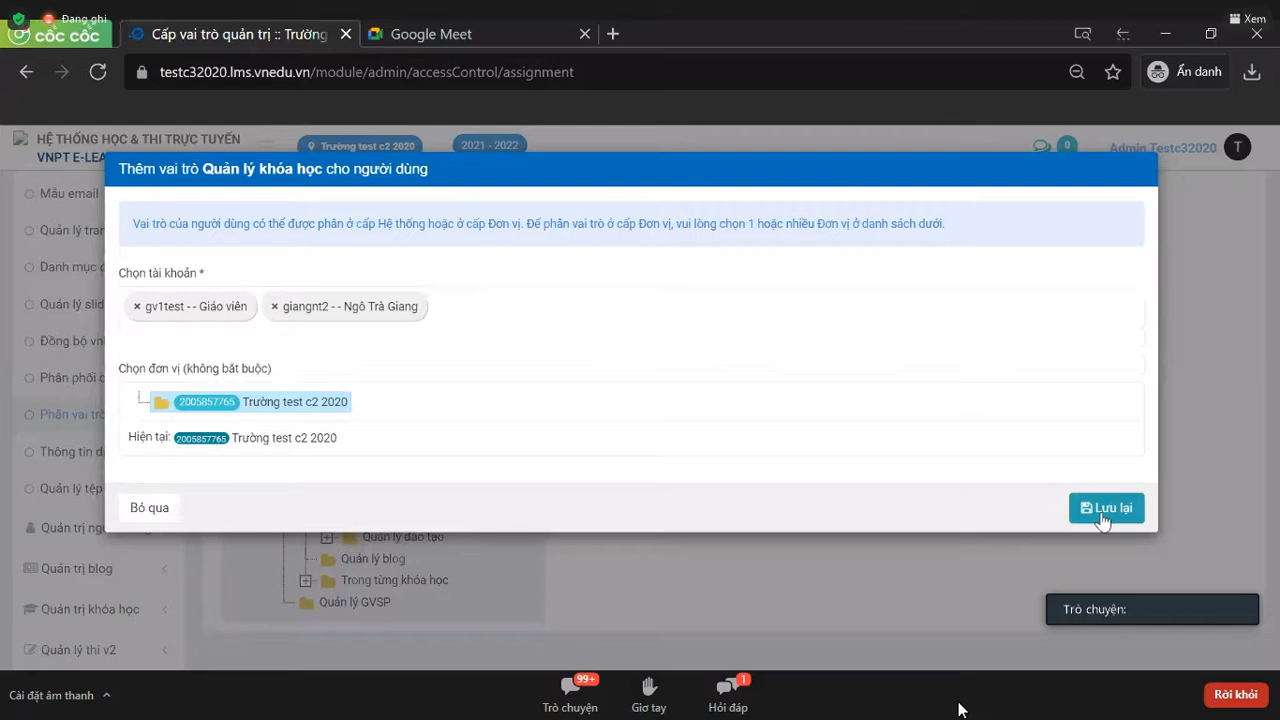 Đang ghi
Xem
cốc cốc
Cấp vai trò quản trị :: Trường
Google Meet
testc32020.lms.vnedu.vn/module/admin/accessControl/assignment
Ẩn danh
HỆ THỐNG HỌC & THI TRỰC TUYẾN
VNPT E-LEA
Trường test c2 2020
2021 - 2022
0
Admin Testc32020
T
Thêm vai trò Quản lý khóa học cho người dùng
Mẫu email
Vai trò của người dùng có thể được phân ở cấp Hệ thống hoặc ở cấp Đơn vị. Để phân vai trò ở cấp Đơn vị, vui lòng chọn 1 hoặc nhiều Đơn vị ở danh sách dưới.
Quản lý tran
Danh mục
Chọn tài khoản *
Quản lý slid
× gv1test - - Giáo viên
× giangnt2 - - Ngô Trà Giang
Đồng bộ vn
Chọn đơn vị (không bắt buộc)
Phân phối c
2005857765 Trường test c2 2020
Phân vai trò
Hiện tại: 2005857765 Trường test c2 2020
Thông tin đ
Quản lý tệp
Bỏ qua
Lưu lại
Quản trị ng
Quản lý đào tạo
Quản lý blog
Quản trị blog
Trong từng khóa học
Quản lý GVSP
Quản trị khóa học
Trò chuyện:
Quản lý thi v2
Cài đặt âm thanh
99+
Trò chuyện
Giơ tay
1
Hỏi đáp
Rời khỏi